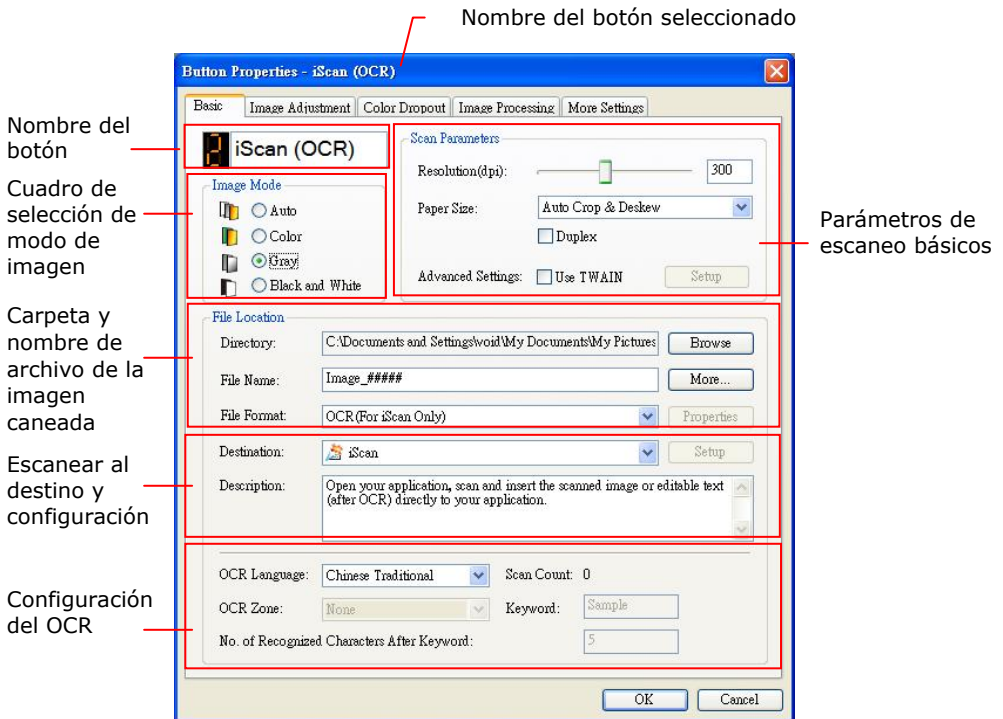 Nombre del botón seleccionado
Button Properties - iScan (OCR)
Basic Image Adjustment Color Dropout Image Processing More Settings
Nombre del
botón
iScan (OCR)
Cuadro de
selección de
modo de
imagen
Image Mode
Auto
Color
Gray
Black and White
Scan Parameters
Resolution(dpi): 300
Paper Size: Auto Crop & Deskew
Duplex
Advanced Settings: Use TWAIN Setup
Parámetros de
escaneo básicos
Carpeta y
nombre de
archivo de la
imagen
caneada
File Location
Directory: C:\Documents and Settings\void\My Documents\My Pictures Browse
File Name: Image_##### More...
File Format: OCR(For iScan Only) Properties
Escanear al
destino y
configuración
Destination: iScan Setup
Description: Open your application, scan and insert the scanned image or editable text
(after OCR) directly to your application.
Configuración
del OCR
OCR Language: Chinese Traditional Scan Count: 0
OCR Zone: None Keyword: Sample
No. of Recognized Characters After Keyword: 5
OK Cancel